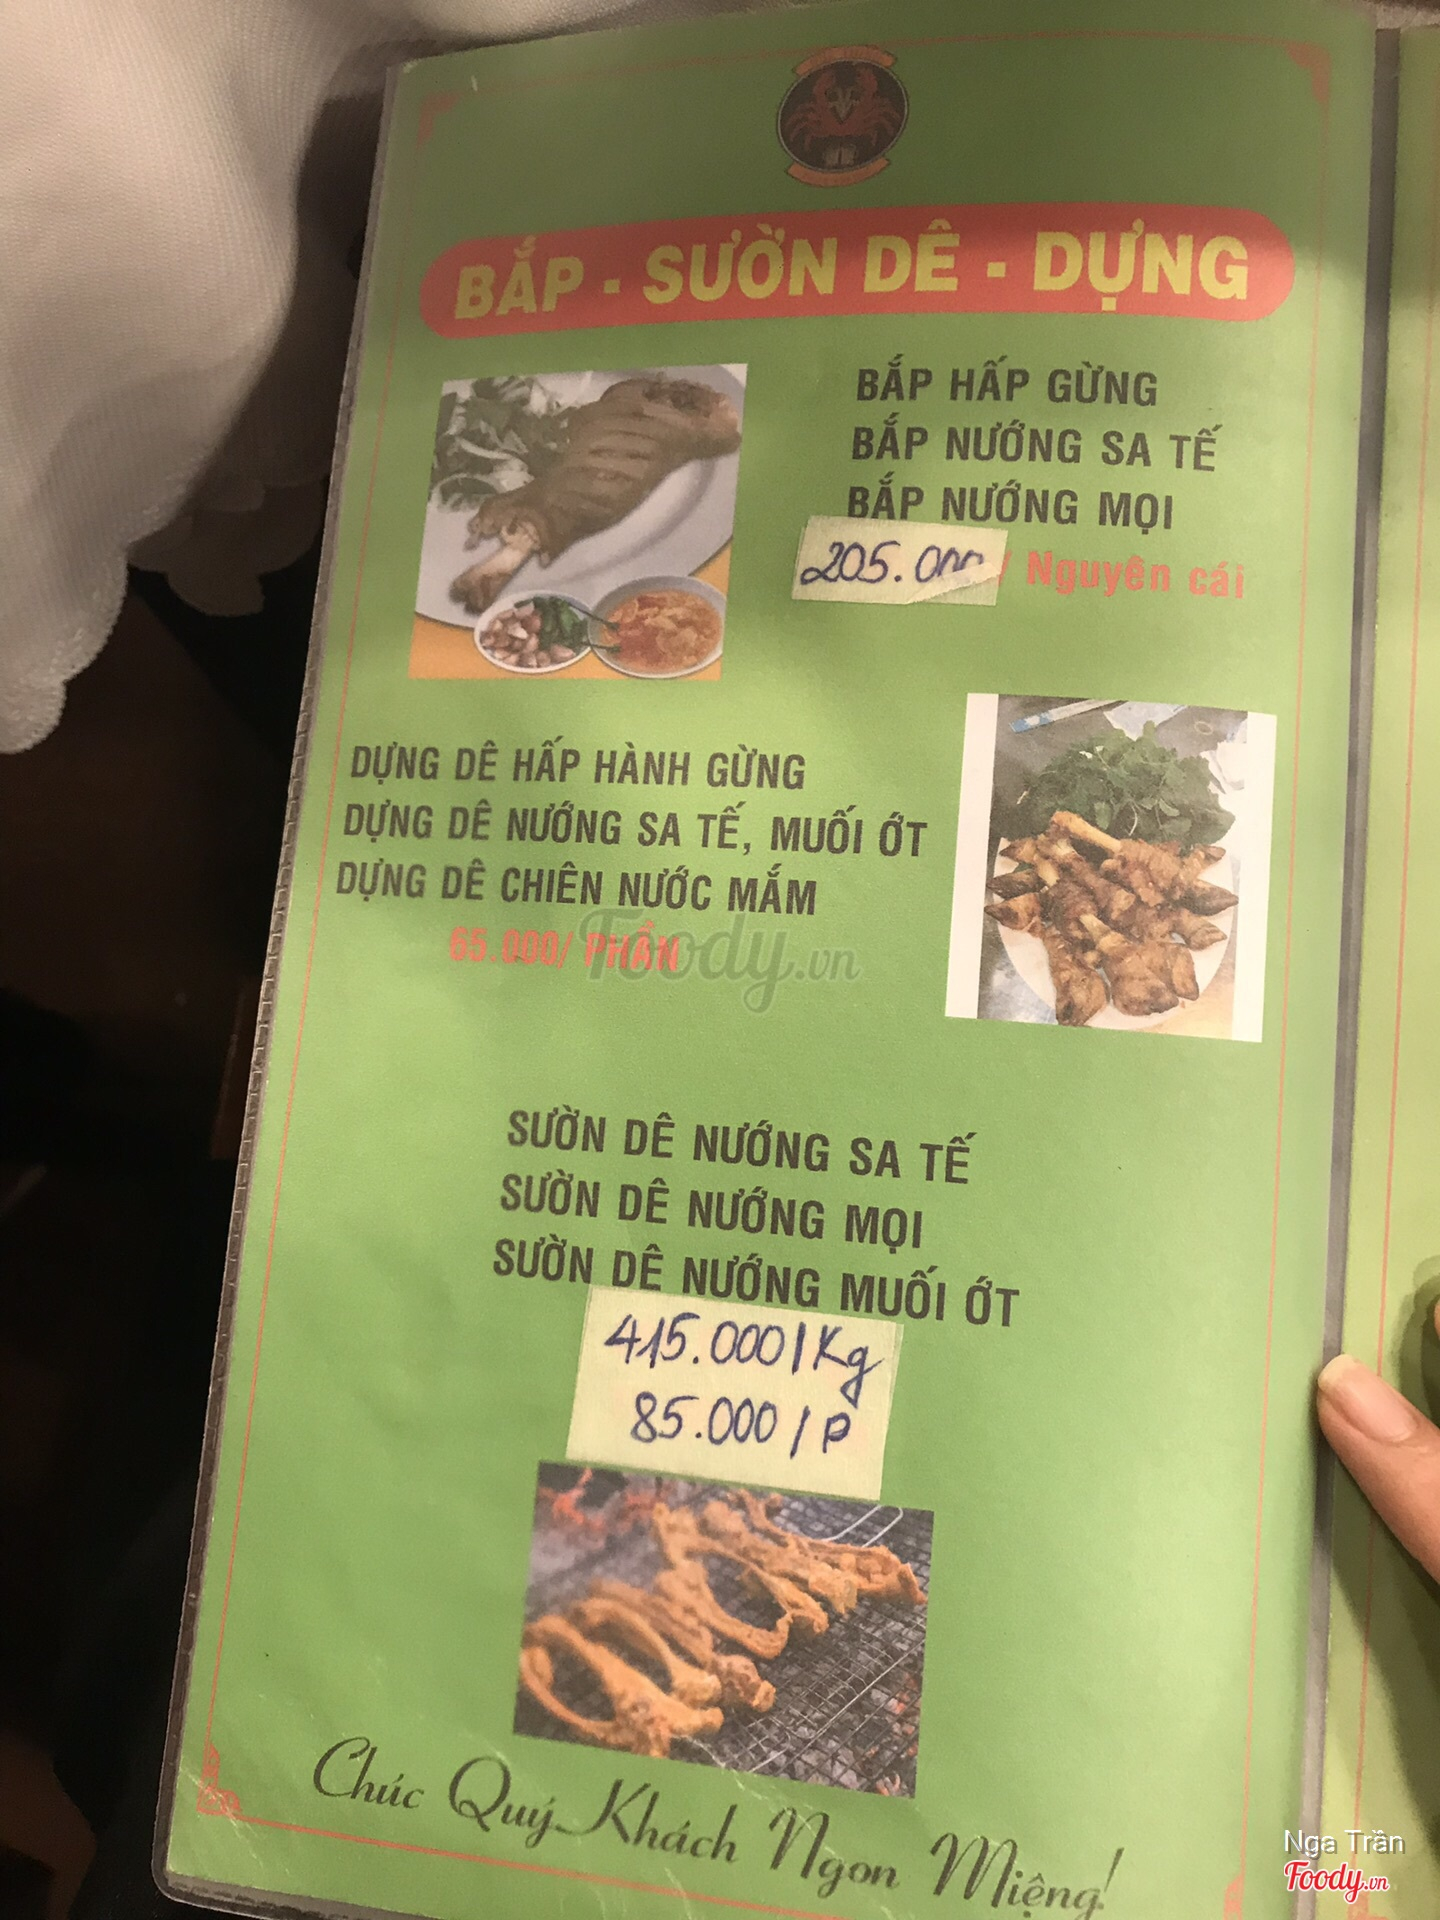 BẮP - SƯỜN DÊ - DỰNG
BẮP HẤP GỪNG
BẮP NƯỚNG SA TẾ
BẮP NƯỚNG MỌI
205.000/ Nguyên cái
DỰNG DÊ HẤP HÀNH GỪNG
DỰNG DÊ NƯỚNG SA TẾ, MUỐI ỚT
DỰNG DÊ CHIÊN NƯỚC MẮM
65.000/ PHẦN
Foody.vn
SƯỜN DÊ NƯỚNG SA TẾ
SƯỜN DÊ NƯỚNG MỌI
SƯỜN DÊ NƯỚNG MUỐI ỚT
415.000/Kg
85.000/P
Chúc Quý Khách Ngon Miệng!
Nga Trần
Foody.vn